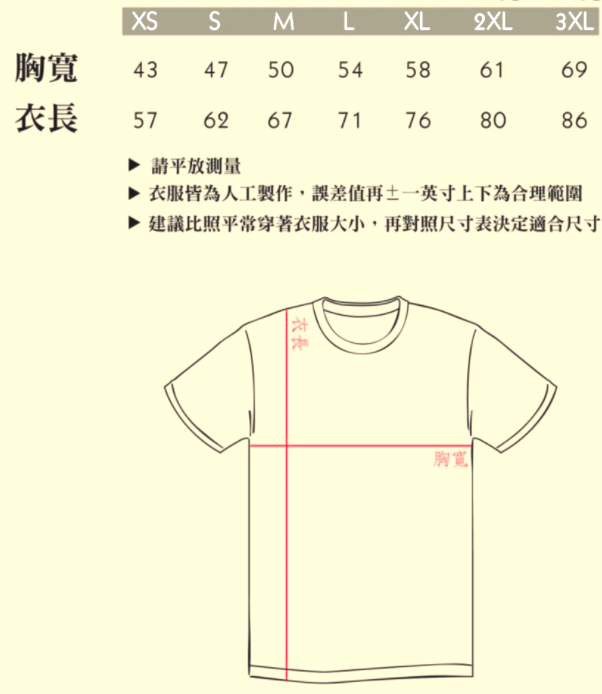 XS S M L XL 2XL 3XL
胸寬 43 47 50 54 58 61 69
衣長 57 62 67 71 76 80 86
▶ 請平放測量
▶ 衣服皆為人工製作，誤差值再±一英寸上下為合理範圍
▶ 建議比照平常穿著衣服大小，再對照尺寸表決定適合尺寸
衣長
胸寬